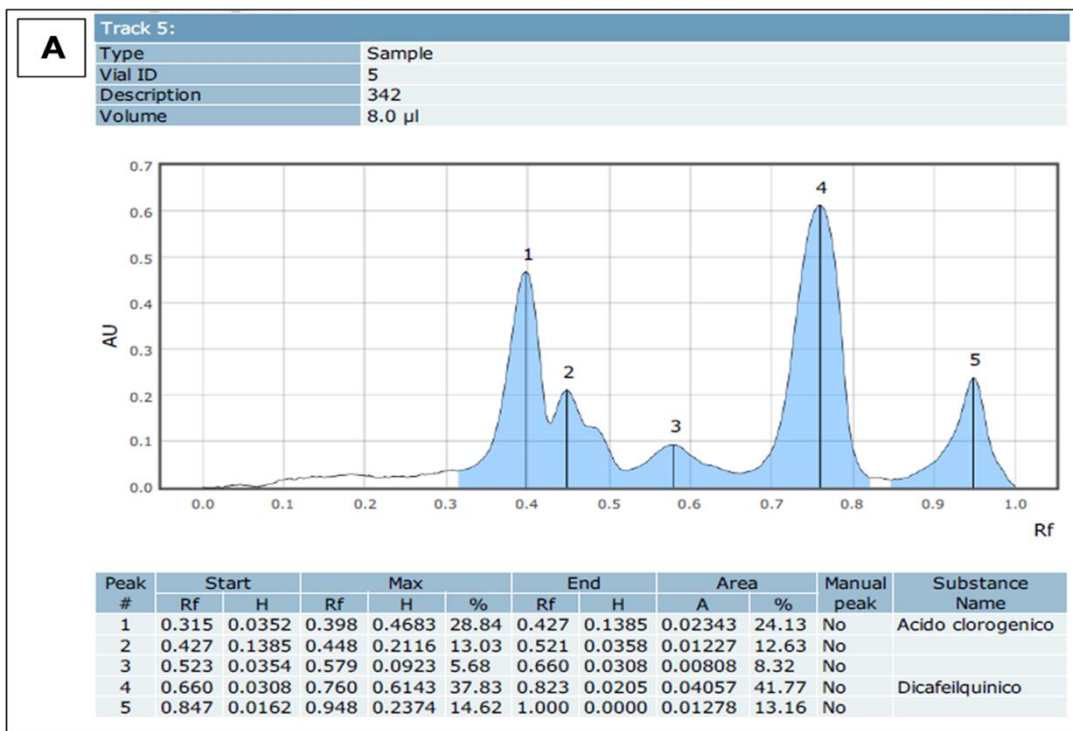 A
Track 5:
Type Sample
Vial ID 5
Description 342
Volume 8.0 µl
0.7
0.6
0.5
0.4
0.3
0.2
0.1
0.0
AU
1
2
3
4
5
0.0 0.1 0.2 0.3 0.4 0.5 0.6 0.7 0.8 0.9 1.0
Rf
Peak Start Max End Area Manual Substance
# Rf H Rf H % Rf H A % peak Name
1 0.315 0.0352 0.398 0.4683 28.84 0.427 0.1385 0.02343 24.13 No Acido clorogenico
2 0.427 0.1385 0.448 0.2116 13.03 0.521 0.0358 0.01227 12.63 No
3 0.523 0.0354 0.579 0.0923 5.68 0.660 0.0308 0.00808 8.32 No
4 0.660 0.0308 0.760 0.6143 37.83 0.823 0.0205 0.04057 41.77 No Dicafeilquinico
5 0.847 0.0162 0.948 0.2374 14.62 1.000 0.0000 0.01278 13.16 No